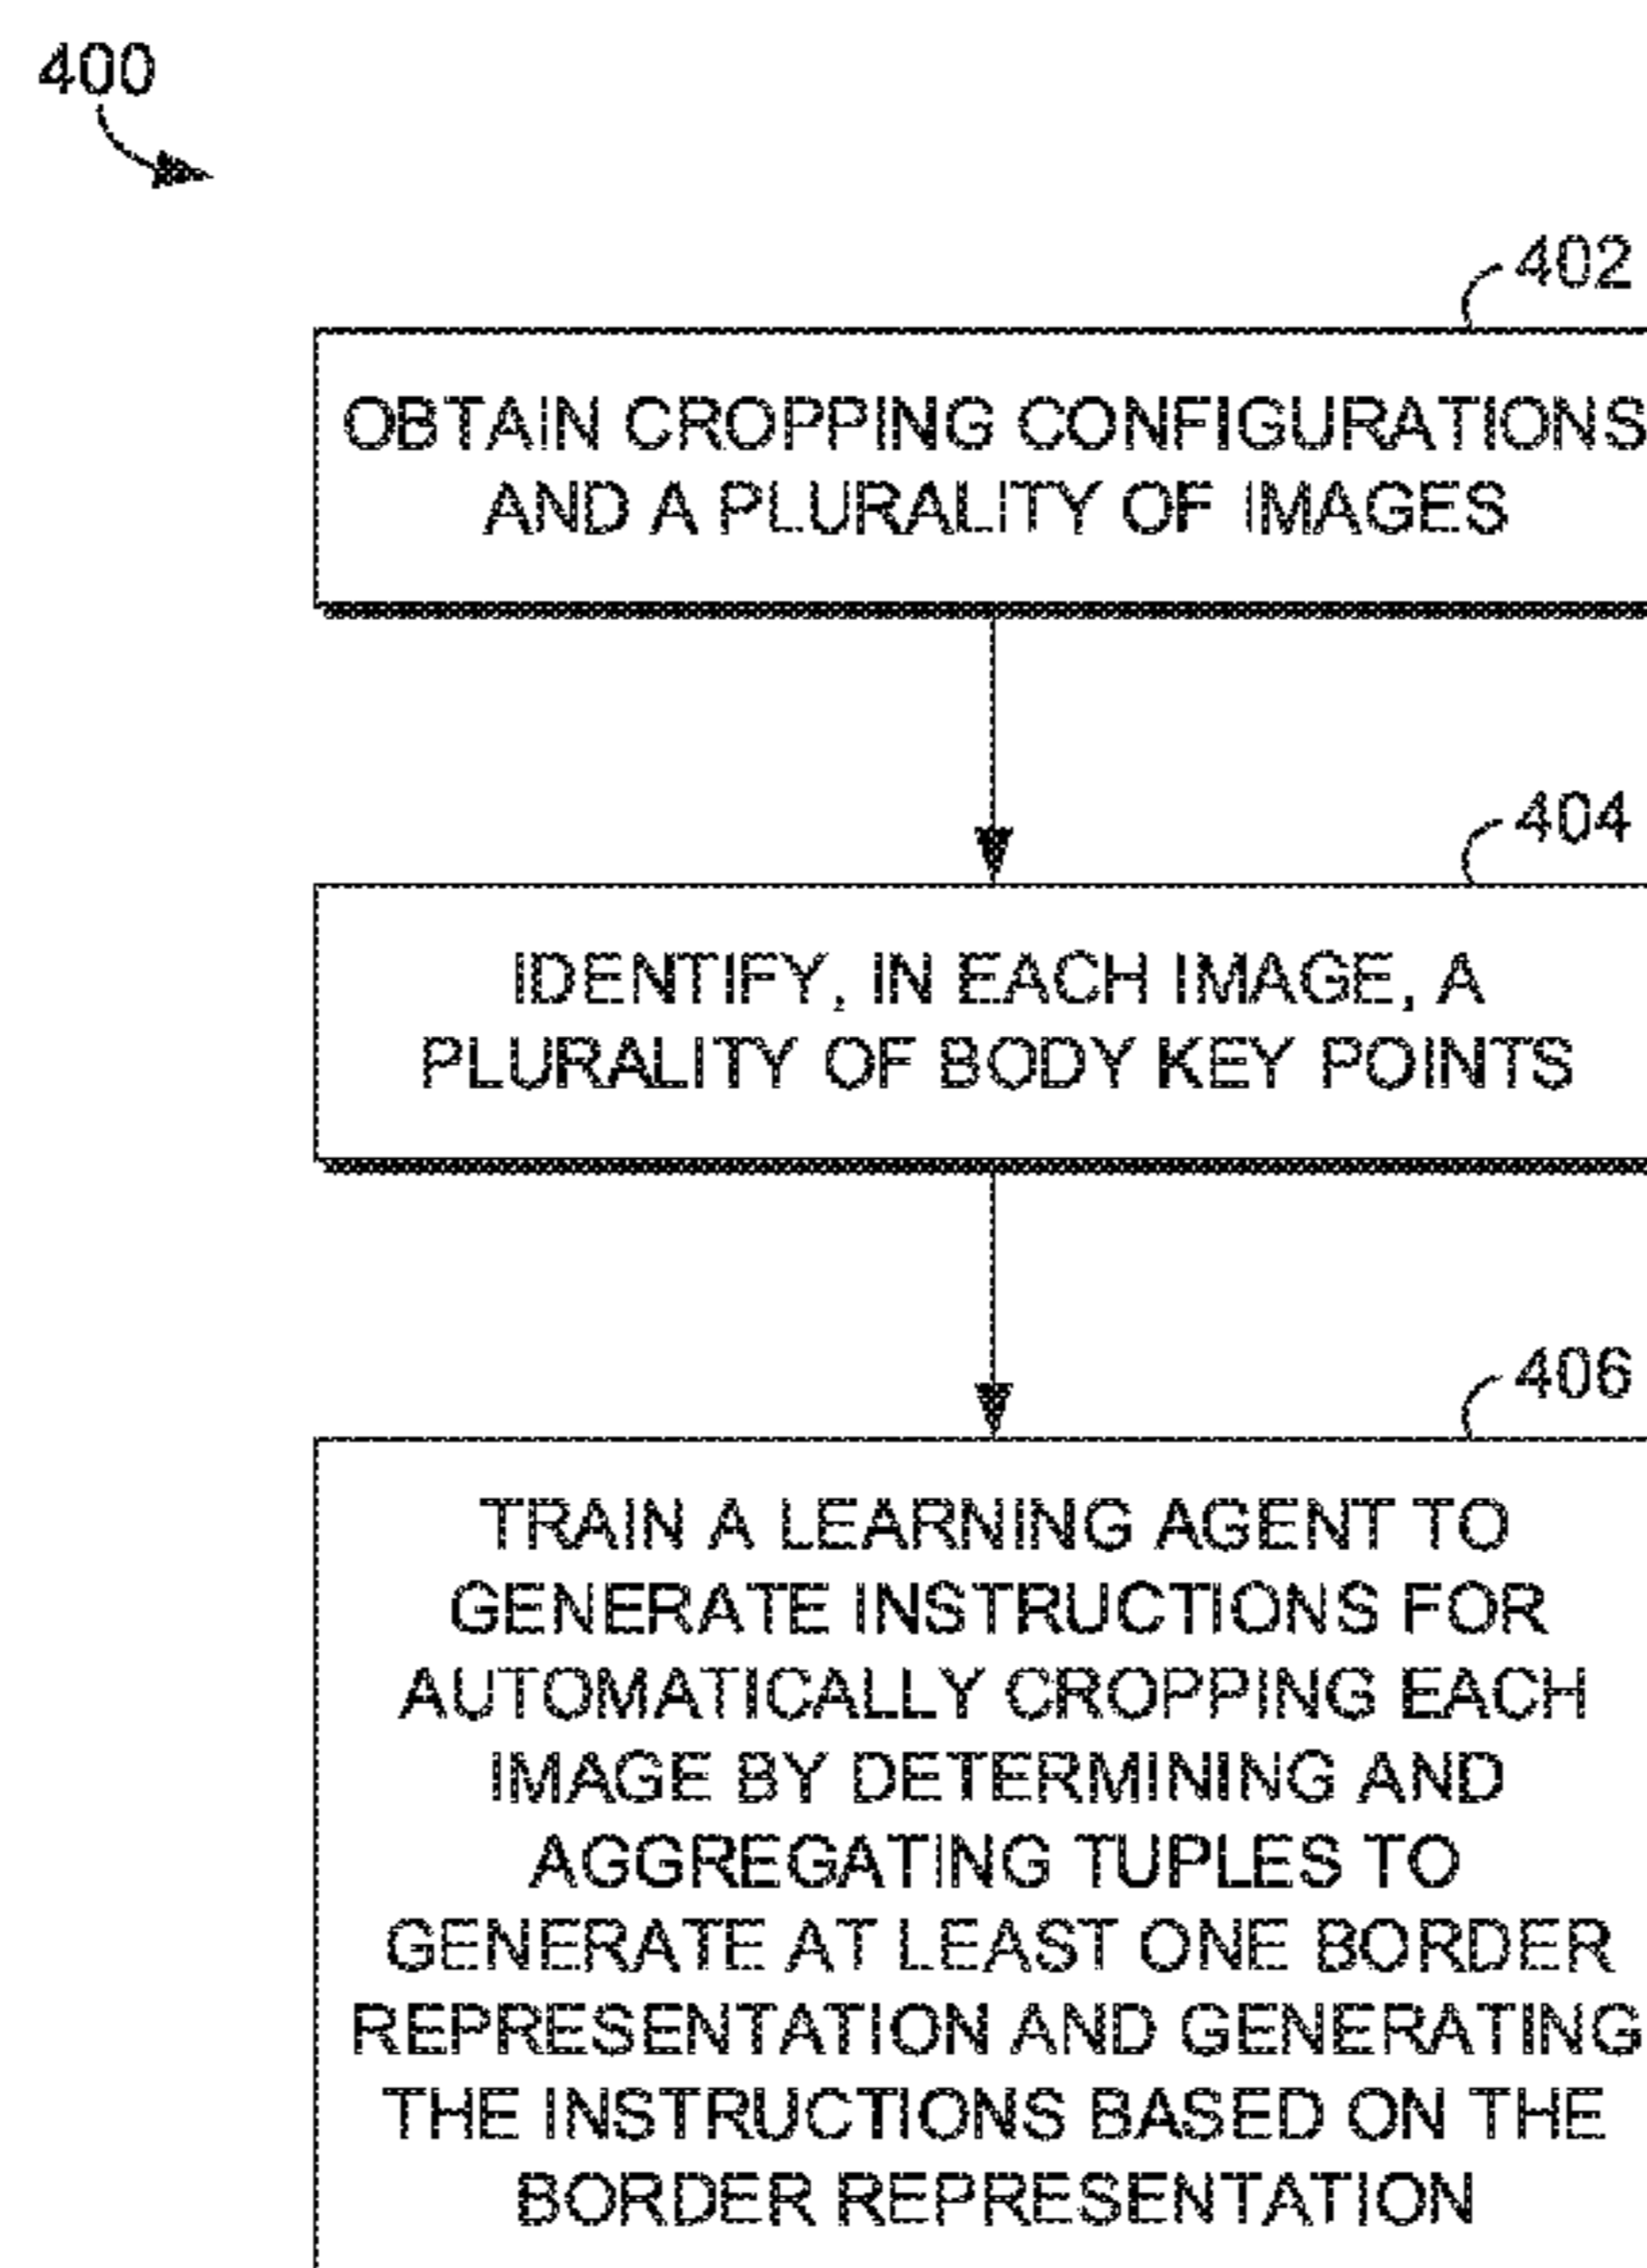 400
402
OBTAIN CROPPING CONFIGURATIONS
AND A PLURALITY OF IMAGES
404
IDENTIFY, IN EACH IMAGE, A
PLURALITY OF BODY KEY POINTS
406
TRAIN A LEARNING AGENT TO
GENERATE INSTRUCTIONS FOR
AUTOMATICALLY CROPPING EACH
IMAGE BY DETERMINING AND
AGGREGATING TUPLES TO
GENERATE AT LEAST ONE BORDER
REPRESENTATION AND GENERATING
THE INSTRUCTIONS BASED ON THE
BORDER REPRESENTATION